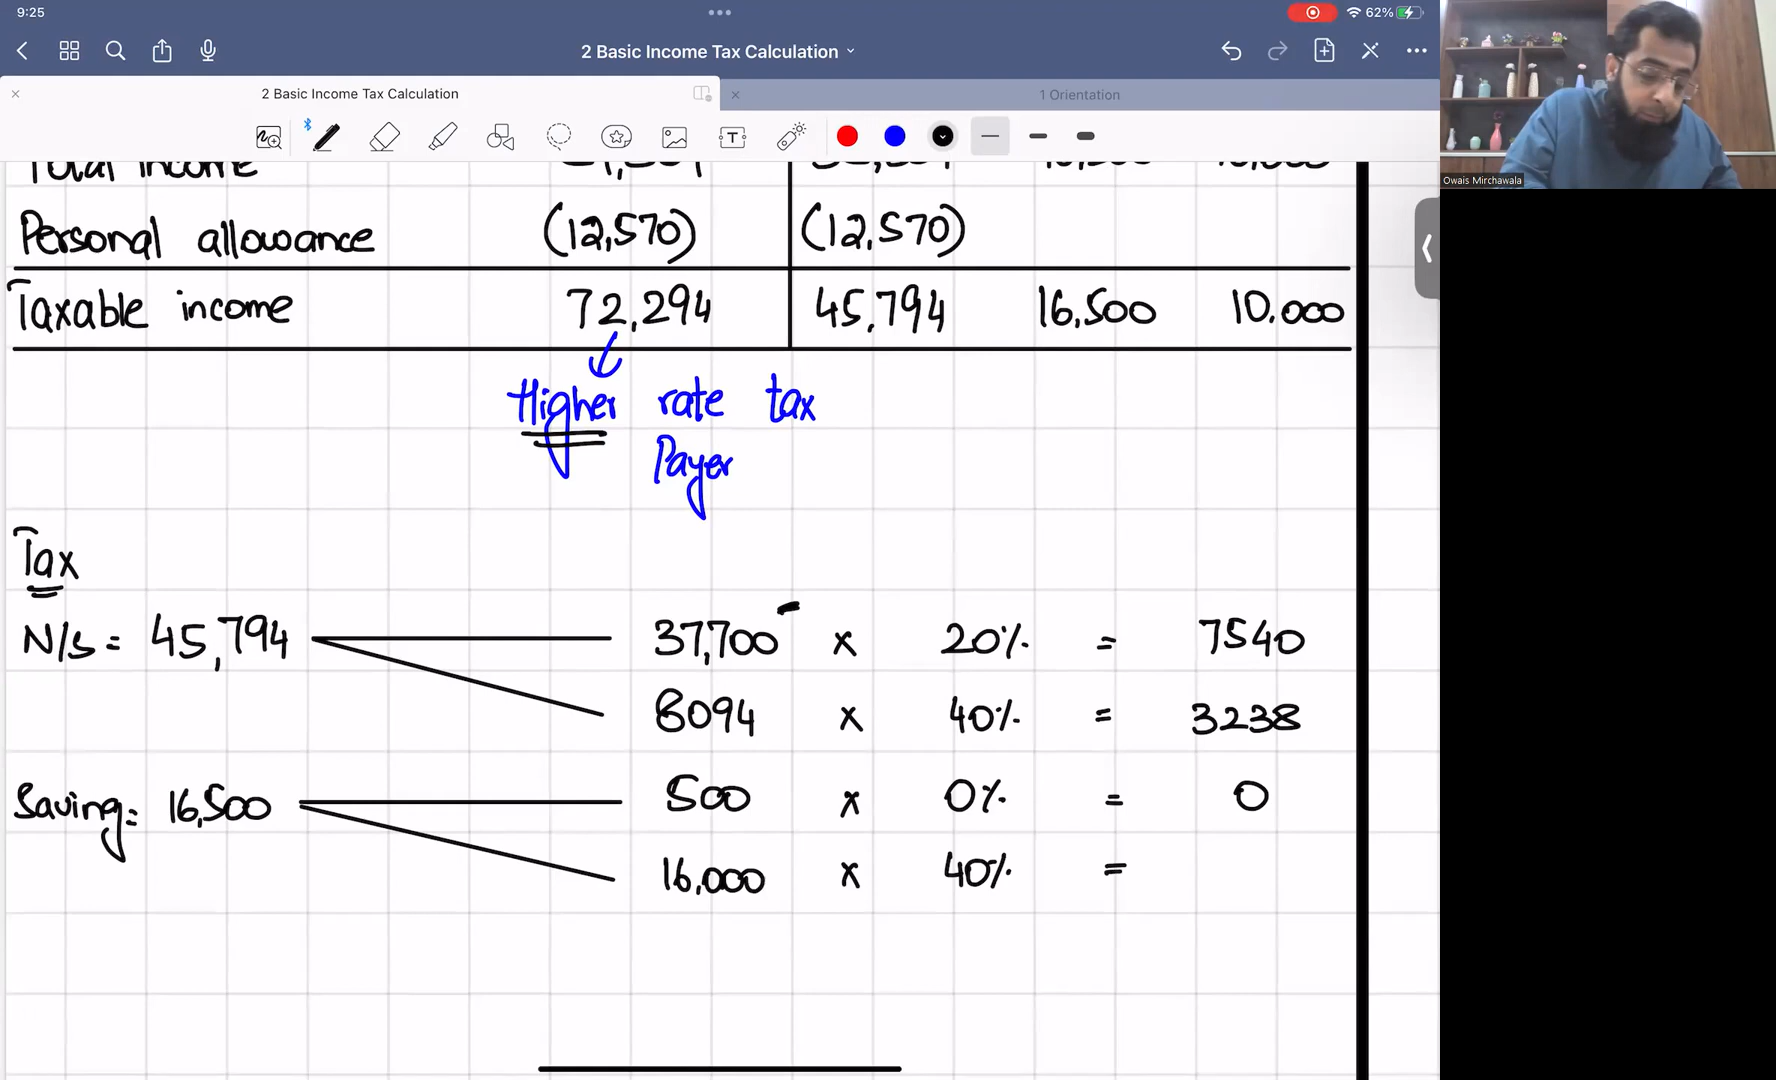 9:25
62%
2 Basic Income Tax Calculation
2 Basic Income Tax Calculation
1 Orientation
Owais Mirchawala
Total income
Personal allowance (12,570) (12,570)
Taxable income 72,294 45,794 16,500 10,000
Higher rate tax
Payer
Tax
N/S = 45,794 37,700 x 20% = 7540
8094 x 40% = 3238
Saving = 16,500 500 x 0% = 0
16,000 x 40% =